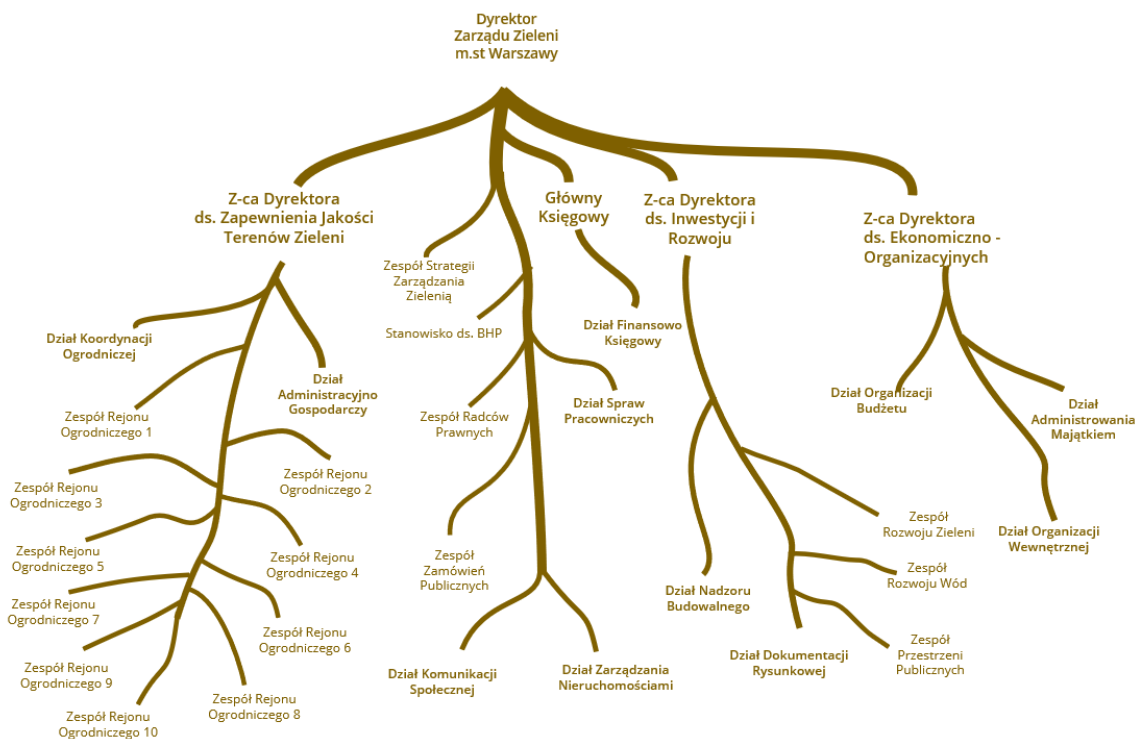 Dyrektor
Zarządu Zieleni
m.st Warszawy
Z-ca Dyrektora
ds. Zapewnienia Jakości
Terenów Zieleni
Główny
Księgowy
Z-ca Dyrektora
ds. Inwestycji i
Rozwoju
Z-ca Dyrektora
ds. Ekonomiczno -
Organizacyjnych
Dział Koordynacji
Ogrodniczej
Dział
Administracyjno
Gospodarczy
Zespół Rejonu
Ogrodniczego 1
Zespół Rejonu
Ogrodniczego 2
Zespół Rejonu
Ogrodniczego 3
Zespół Rejonu
Ogrodniczego 4
Zespół Rejonu
Ogrodniczego 5
Zespół Rejonu
Ogrodniczego 6
Zespół Rejonu
Ogrodniczego 7
Zespół Rejonu
Ogrodniczego 8
Zespół Rejonu
Ogrodniczego 9
Zespół Rejonu
Ogrodniczego 10
Zespół Strategii
Zarządzania
Zielenią
Stanowisko ds. BHP
Zespół Radców
Prawnych
Dział Spraw
Pracowniczych
Zespół
Zamówień
Publicznych
Dział Komunikacji
Społecznej
Dział Zarządzania
Nieruchomościami
Dział Finansowo
Księgowy
Dział Nadzoru
Budowalnego
Zespół
Rozwoju Zieleni
Zespół
Rozwoju Wód
Zespół
Przestrzeni
Publicznych
Dział Dokumentacji
Rysunkowej
Dział Organizacji
Budżetu
Dział
Administrowania
Majątkiem
Dział Organizacji
Wewnętrznej